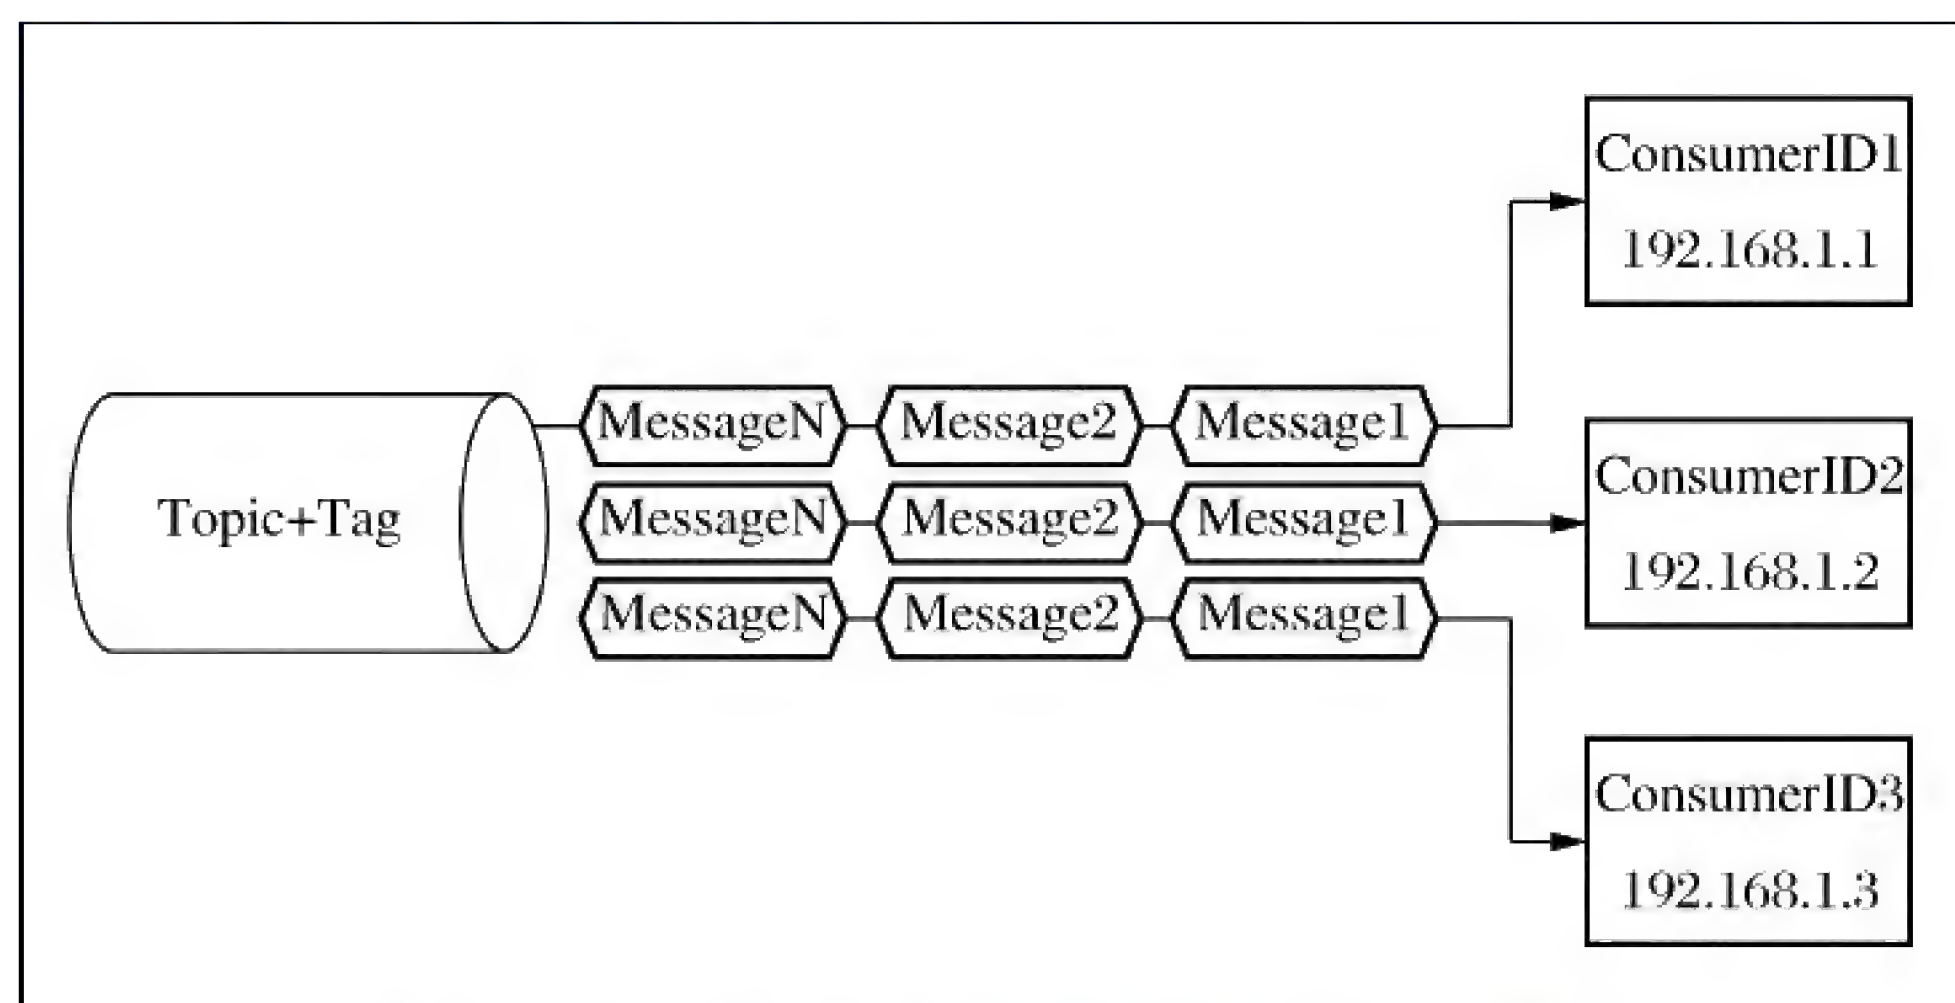 ConsumerID1
192.168.1.1
MessageN Message2 Message1
Topic+Tag
MessageN Message2 Message1
MessageN Message2 Message1
ConsumerID2
192.168.1.2
ConsumerID3
192.168.1.3